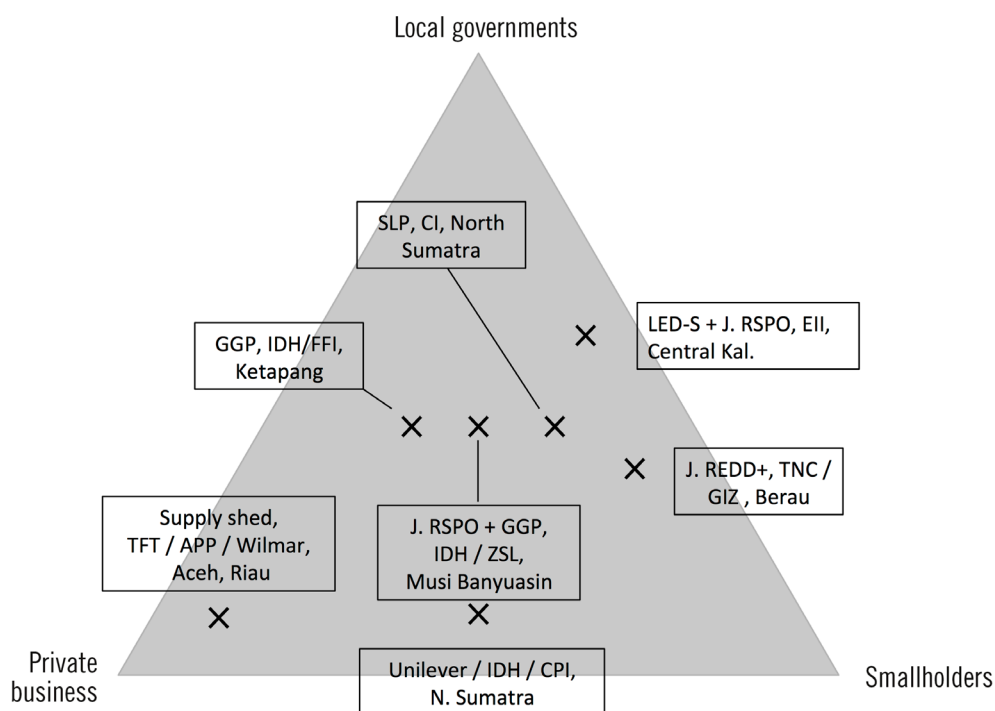 Local governments
SLP, CI, North
Sumatra
LED-S + J. RSPO, EII,
Central Kal.
GGP, IDH/FFI,
Ketapang
J. REDD+, TNC /
GIZ , Berau
Supply shed,
TFT / APP / Wilmar,
Aceh, Riau
J. RSPO + GGP,
IDH / ZSL,
Musi Banyuasin
Private
business
Unilever / IDH / CPI,
N. Sumatra
Smallholders